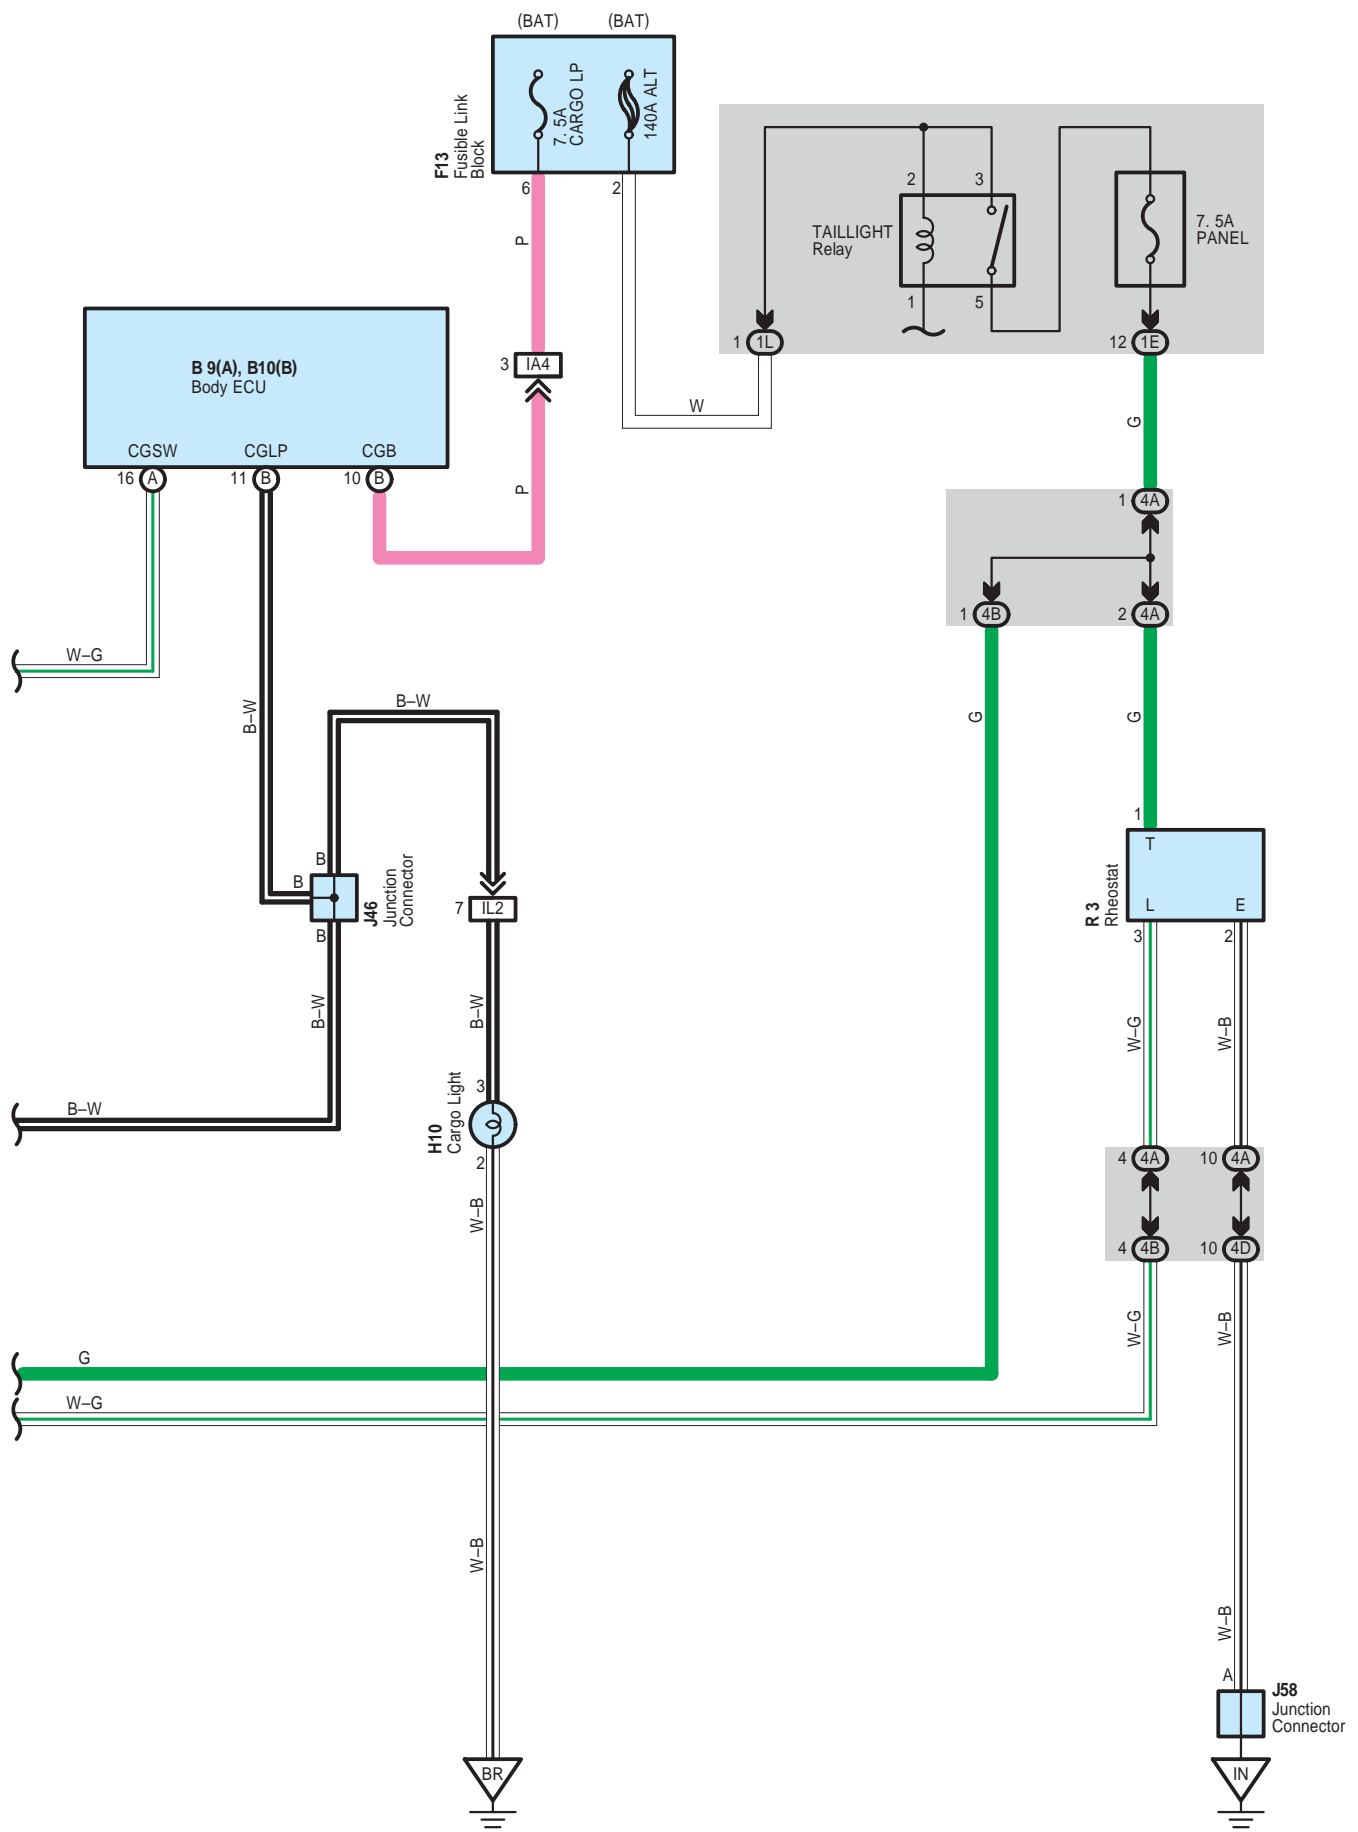 (BAT)
(BAT)
F13
Fusible Link
Block
7. 5A
CARGO LP
140A ALT
6
2
P
TAILLIGHT
Relay
2
3
1
5
7. 5A
PANEL
1
1L
12
1E
B 9(A), B10(B)
Body ECU
CGSW
CGLP
CGB
16
A
11
B
10
B
3
IA4
W
G
P
1
4A
1
4B
2
4A
W–G
B–W
B–W
G
G
B
B
B
J46
Junction
Connector
7
IL2
1
T
L
E
R 3
Rheostat
3
2
B–W
B–W
W–G
W–B
B–W
3
H10
Cargo Light
2
W–B
4
4A
10
4A
4
4B
10
4D
W–G
W–B
G
W–G
W–B
W–B
A
J58
Junction
Connector
BR
IN